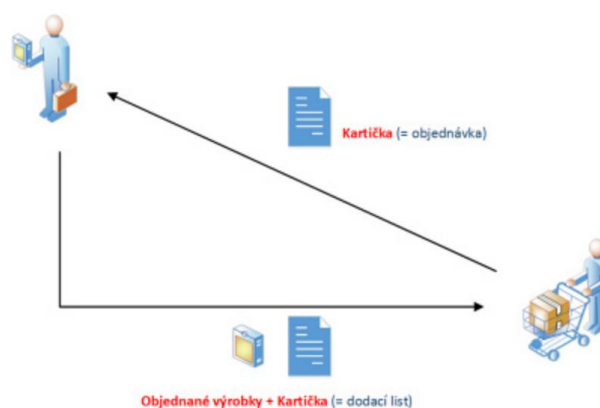 Kartička (= objednávka)
Objednané výrobky + Kartička (= dodací list)